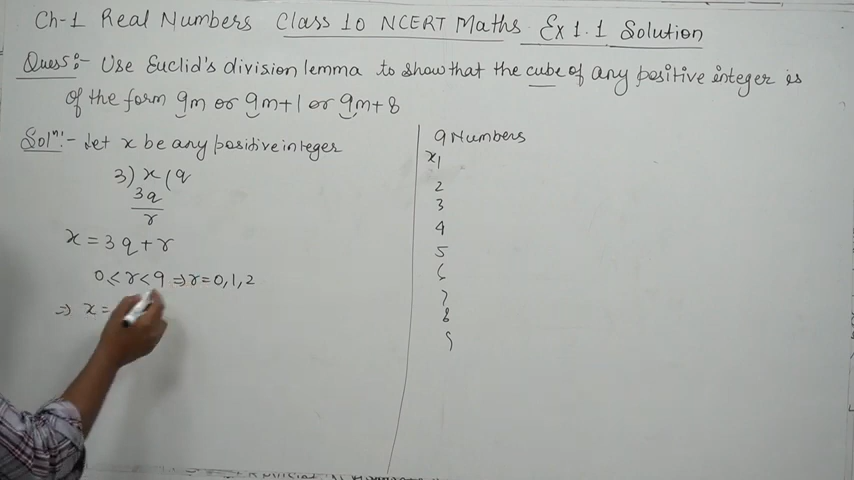 Ch-1 Real Numbers Class 10 NCERT Maths Ex 1.1 Solution
Ques:- Use Euclid's division lemma to show that the cube of any positive integer is
of the form 9m or 9m+1 or 9m+8
Solⁿ:- Let x be any positive integer
3) x (q
3q
r
x = 3q + r
0 ≤ r < 9 ⇒ r = 0, 1, 2
⇒ x =
9 Numbers
x1
2
3
4
5
6
7
8
9